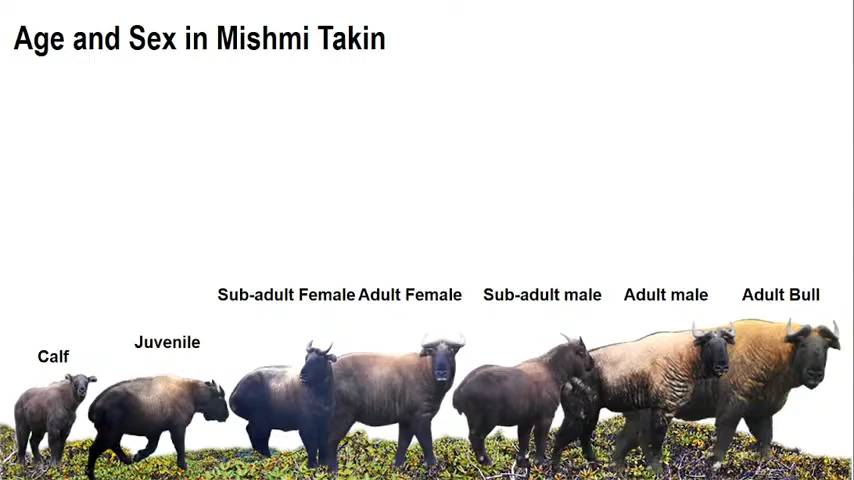 Age and Sex in Mishmi Takin
Sub-adult Female Adult Female Sub-adult male Adult male Adult Bull
Juvenile
Calf